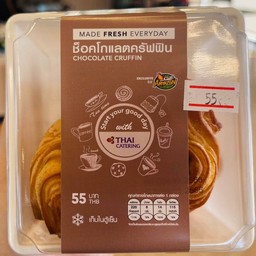 MADE FRESH EVERYDAY
ช็อคโกแลตครัฟฟิน
CHOCOLATE CRUFFIN
Amazon
55
Start your good day
with
THAI
CATERING
55 บาท
THB
เก็บในตู้เย็น